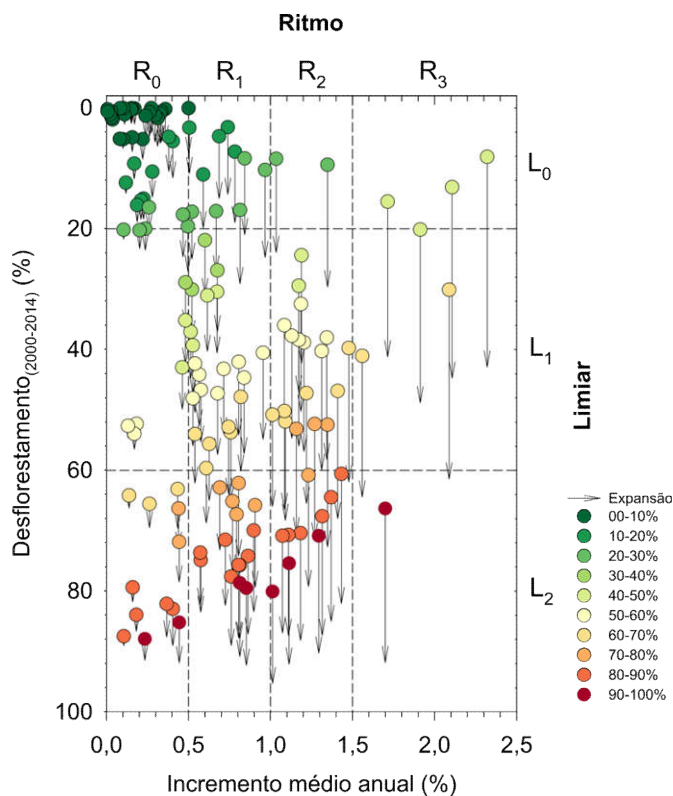 Ritmo
R0 R1 R2 R3
0
20
40
60
80
100
Desflorestamento(2000-2014) (%)
L0
L1
L2
Limiar
Expansão
00-10%
10-20%
20-30%
30-40%
40-50%
50-60%
60-70%
70-80%
80-90%
90-100%
0,0 0,5 1,0 1,5 2,0 2,5
Incremento médio anual (%)